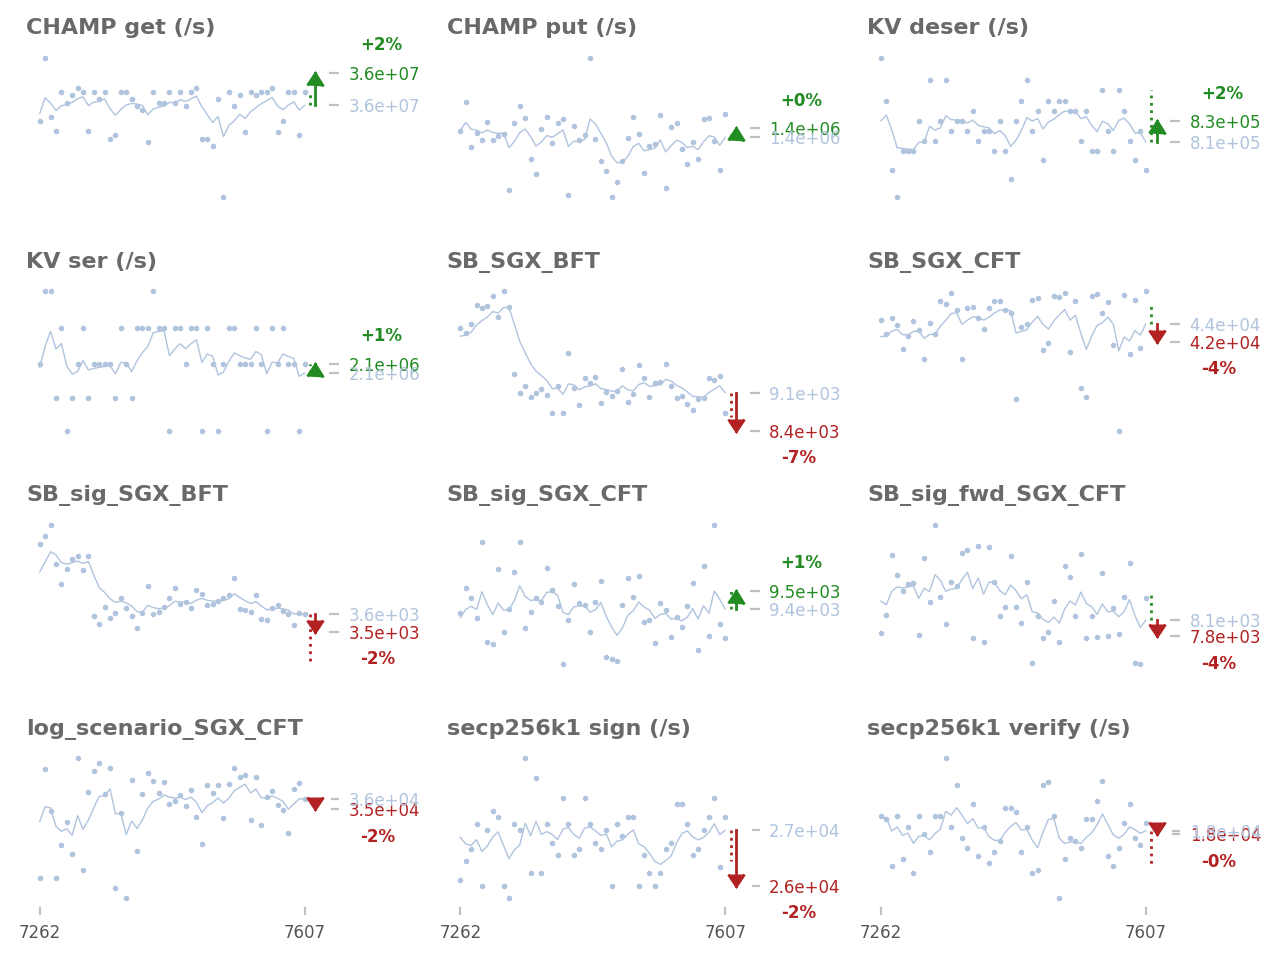 CHAMP get (/s)
+2%
3.6e+07
3.6e+07
CHAMP put (/s)
+0%
1.4e+06
1.4e+06
KV deser (/s)
+2%
8.3e+05
8.1e+05
KV ser (/s)
+1%
2.1e+06
2.1e+06
SB_SGX_BFT
9.1e+03
8.4e+03
-7%
SB_SGX_CFT
4.4e+04
4.2e+04
-4%
SB_sig_SGX_BFT
3.6e+03
3.5e+03
-2%
SB_sig_SGX_CFT
+1%
9.5e+03
9.4e+03
SB_sig_fwd_SGX_CFT
8.1e+03
7.8e+03
-4%
log_scenario_SGX_CFT
3.6e+04
3.5e+04
-2%
7262
7607
secp256k1 sign (/s)
2.7e+04
2.6e+04
-2%
7262
7607
secp256k1 verify (/s)
1.8e+04
1.8e+04
-0%
7262
7607